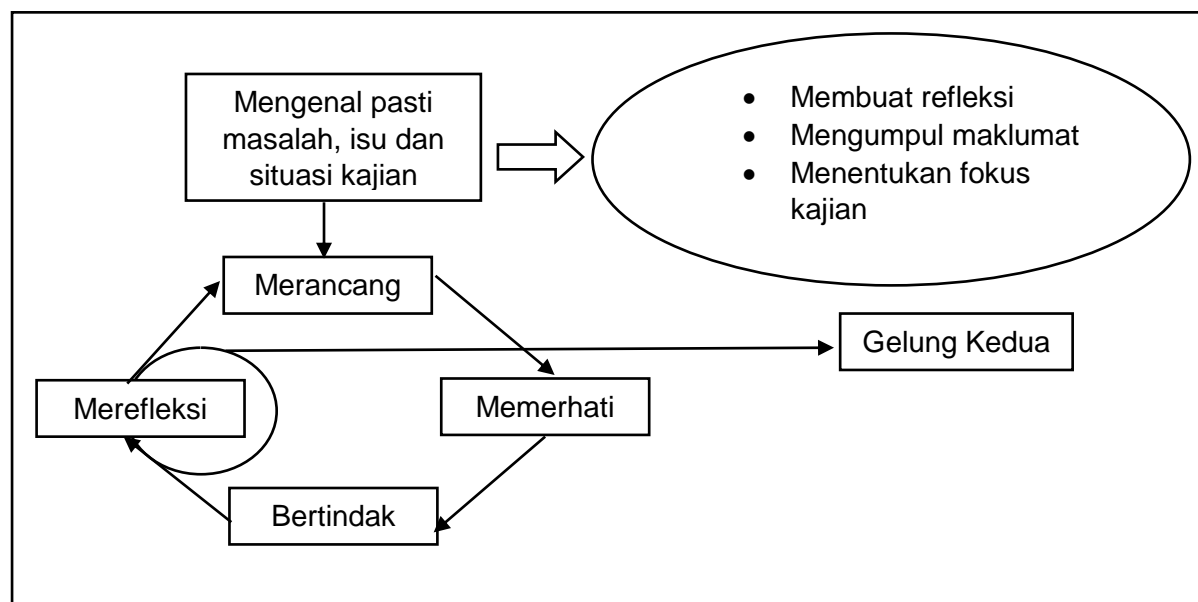 Mengenal pasti
masalah, isu dan
situasi kajian
• Membuat refleksi
• Mengumpul maklumat
• Menentukan fokus
kajian
Merancang
Gelung Kedua
Merefleksi
Memerhati
Bertindak